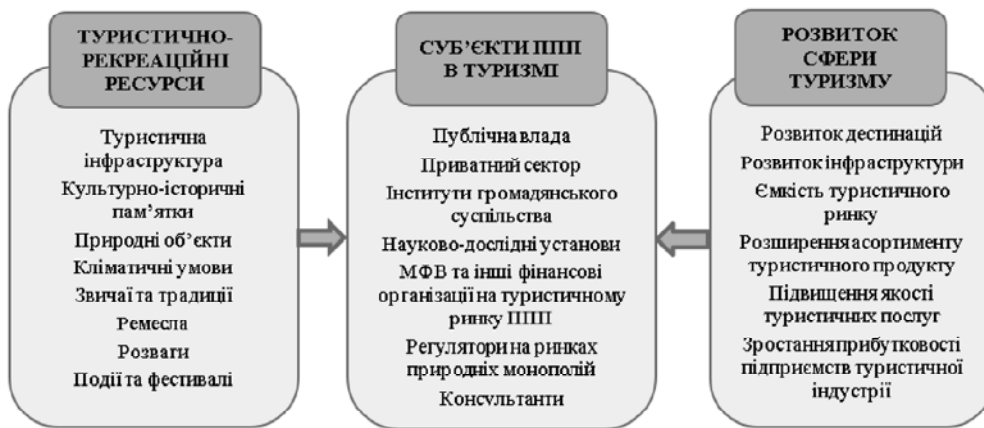 ТУРИСТИЧНО-
РЕКРЕАЦІЙНІ
РЕСУРСИ
Туристична
інфраструктура
Культурно-історичні
пам’ятки
Природні об’єкти
Кліматичні умови
Звичаї та традиції
Ремесла
Розваги
Події та фестивалі
СУБ’ЄКТИ ППП
В ТУРИЗМІ
Публічна влада
Приватний сектор
Інститути громадянського
суспільства
Науково-дослідні установи
МФВ та інші фінансові
організації на туристичному
ринку ППП
Регулятори на ринках
природніх монополій
Консультанти
РОЗВИТОК
СФЕРИ
ТУРИЗМУ
Розвиток дестинацій
Розвиток інфраструктури
Ємкість туристичного
ринку
Розширення асортименту
туристичного продукту
Підвищення якості
туристичних послуг
Зростання прибутковості
підприємств туристичної
індустрії